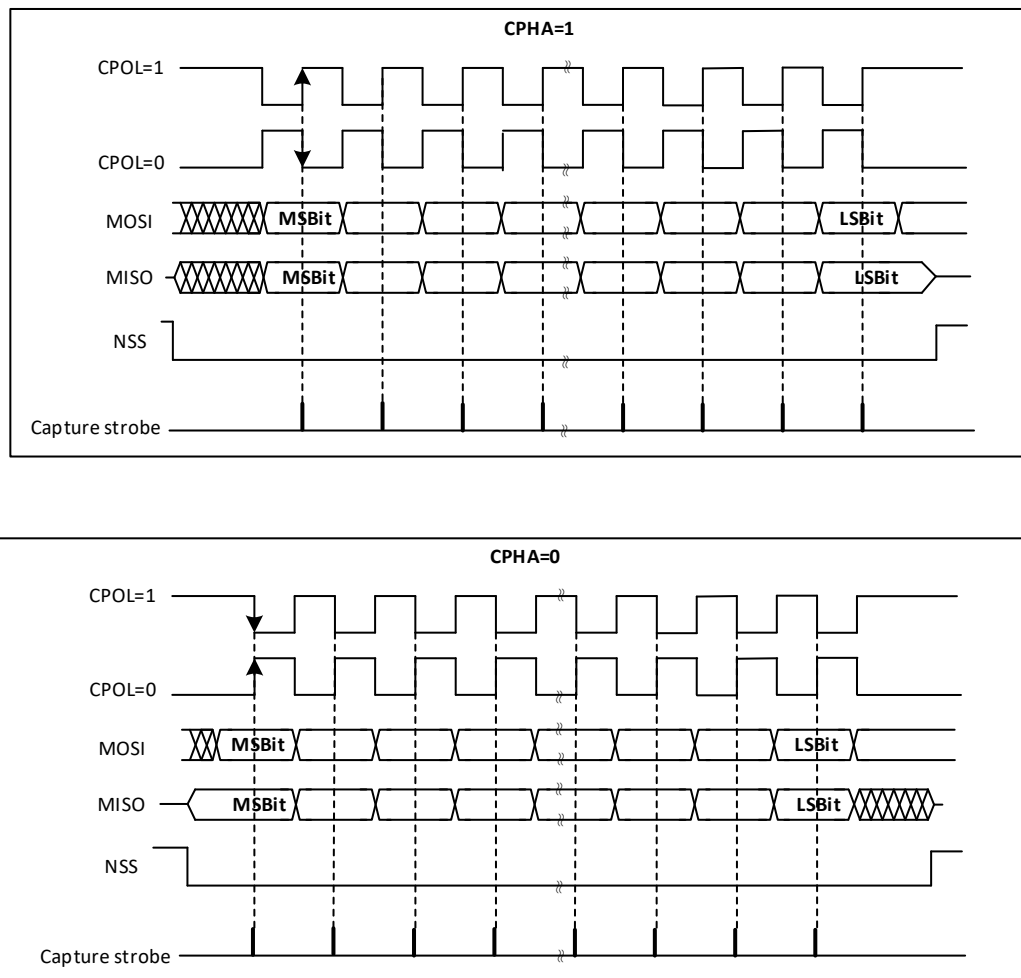 CPHA=1
CPOL=1
CPOL=0
MOSI MSBit LSBit
MISO MSBit LSBit
NSS
Capture strobe
CPHA=0
CPOL=1
CPOL=0
MOSI MSBit LSBit
MISO MSBit LSBit
NSS
Capture strobe